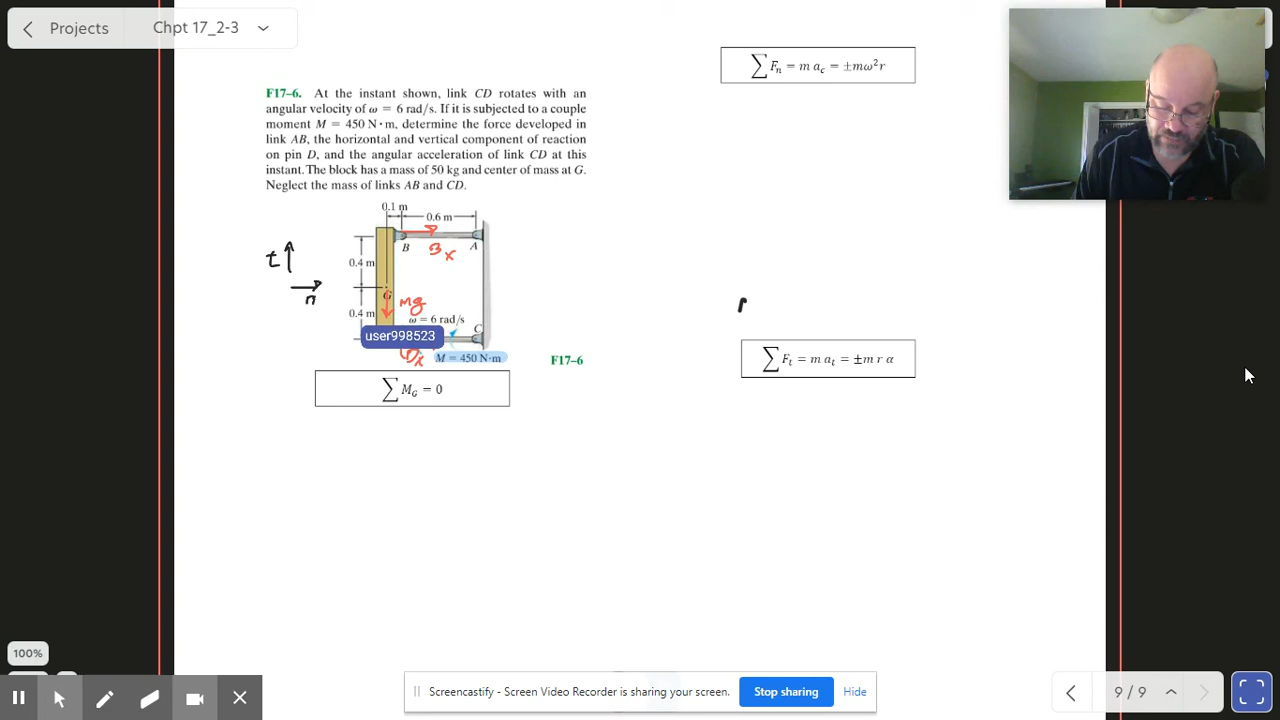 Projects
Chpt 17_2-3
∑ Fn = m ac = ±mω²r
F17–6. At the instant shown, link CD rotates with an
angular velocity of ω = 6 rad/s. If it is subjected to a couple
moment M = 450 N·m, determine the force developed in
link AB, the horizontal and vertical component of reaction
on pin D, and the angular acceleration of link CD at this
instant. The block has a mass of 50 kg and center of mass at G.
Neglect the mass of links AB and CD.
0.1 m
0.6 m
t
B
A
Bx
0.4 m
n
G
mg
0.4 m
ω = 6 rad/s
C
user998523
Dx
M = 450 N·m
F17–6
∑ MG = 0
∑ Ft = m at = ±m r α
100%
Screencastify - Screen Video Recorder is sharing your screen.
Stop sharing
Hide
9 / 9